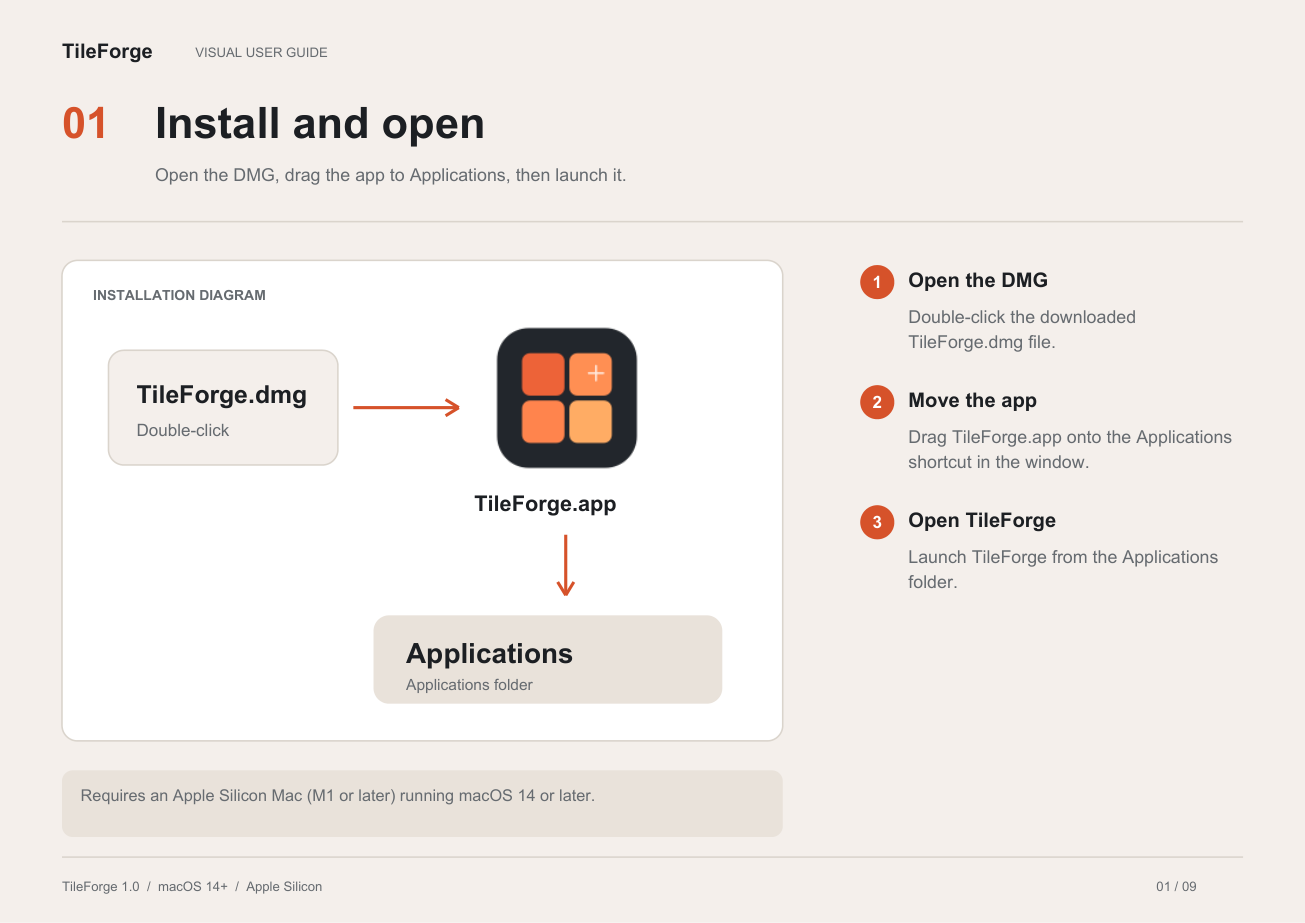 TileForge
VISUAL USER GUIDE
01
Install and open
Open the DMG, drag the app to Applications, then launch it.
INSTALLATION DIAGRAM
TileForge.dmg
Double-click
TileForge.app
Applications
Applications folder
1
Open the DMG
Double-click the downloaded
TileForge.dmg file.
2
Move the app
Drag TileForge.app onto the Applications
shortcut in the window.
3
Open TileForge
Launch TileForge from the Applications
folder.
Requires an Apple Silicon Mac (M1 or later) running macOS 14 or later.
TileForge 1.0 / macOS 14+ / Apple Silicon
01 / 09